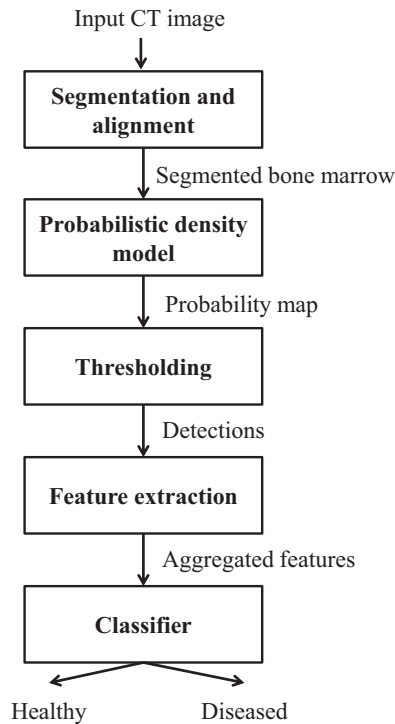 Input CT image
Segmentation and
alignment
Segmented bone marrow
Probabilistic density
model
Probability map
Thresholding
Detections
Feature extraction
Aggregated features
Classifier
Healthy
Diseased